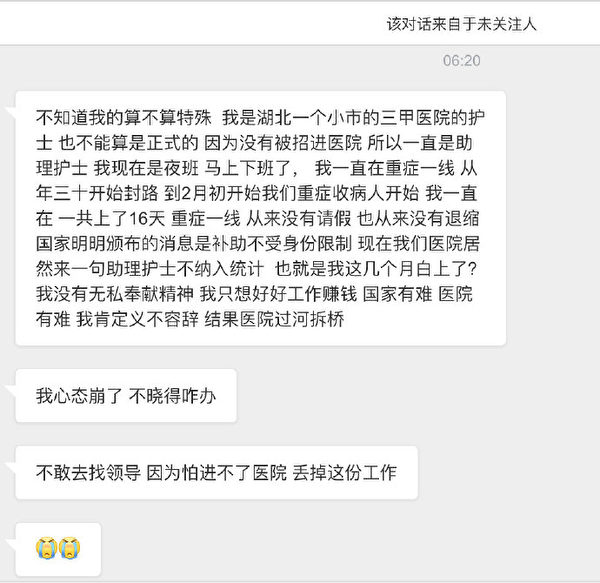 该对话来自于未关注人
06:20
不知道我的算不算特殊 我是湖北一个小市的三甲医院的护
士 也不能算是正式的 因为没有被招进医院 所以一直是助
理护士 我现在是夜班 马上下班了， 我一直在重症一线 从
年三十开始封路 到2月初开始我们重症收病人开始 我一直
在 一共上了16天 重症一线 从来没有请假 也从来没有退缩
国家明明颁布的消息是补助不受身份限制 现在我们医院居
然来一句助理护士不纳入统计 也就是我这几个月白上了?
我没有无私奉献精神 我只想好好工作赚钱 国家有难 医院
有难 我肯定义不容辞 结果医院过河拆桥
我心态崩了 不晓得咋办
不敢去找领导 因为怕进不了医院 丢掉这份工作